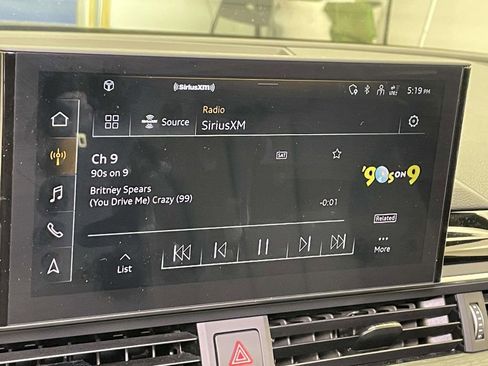 ((SiriusXM))
5:19 PM
Radio
SiriusXM
Source
SiriusXM
Ch 9
90s on 9
SAT
'90s ON 9
Britney Spears
(You Drive Me) Crazy (99)
-0:01
Related
List
More